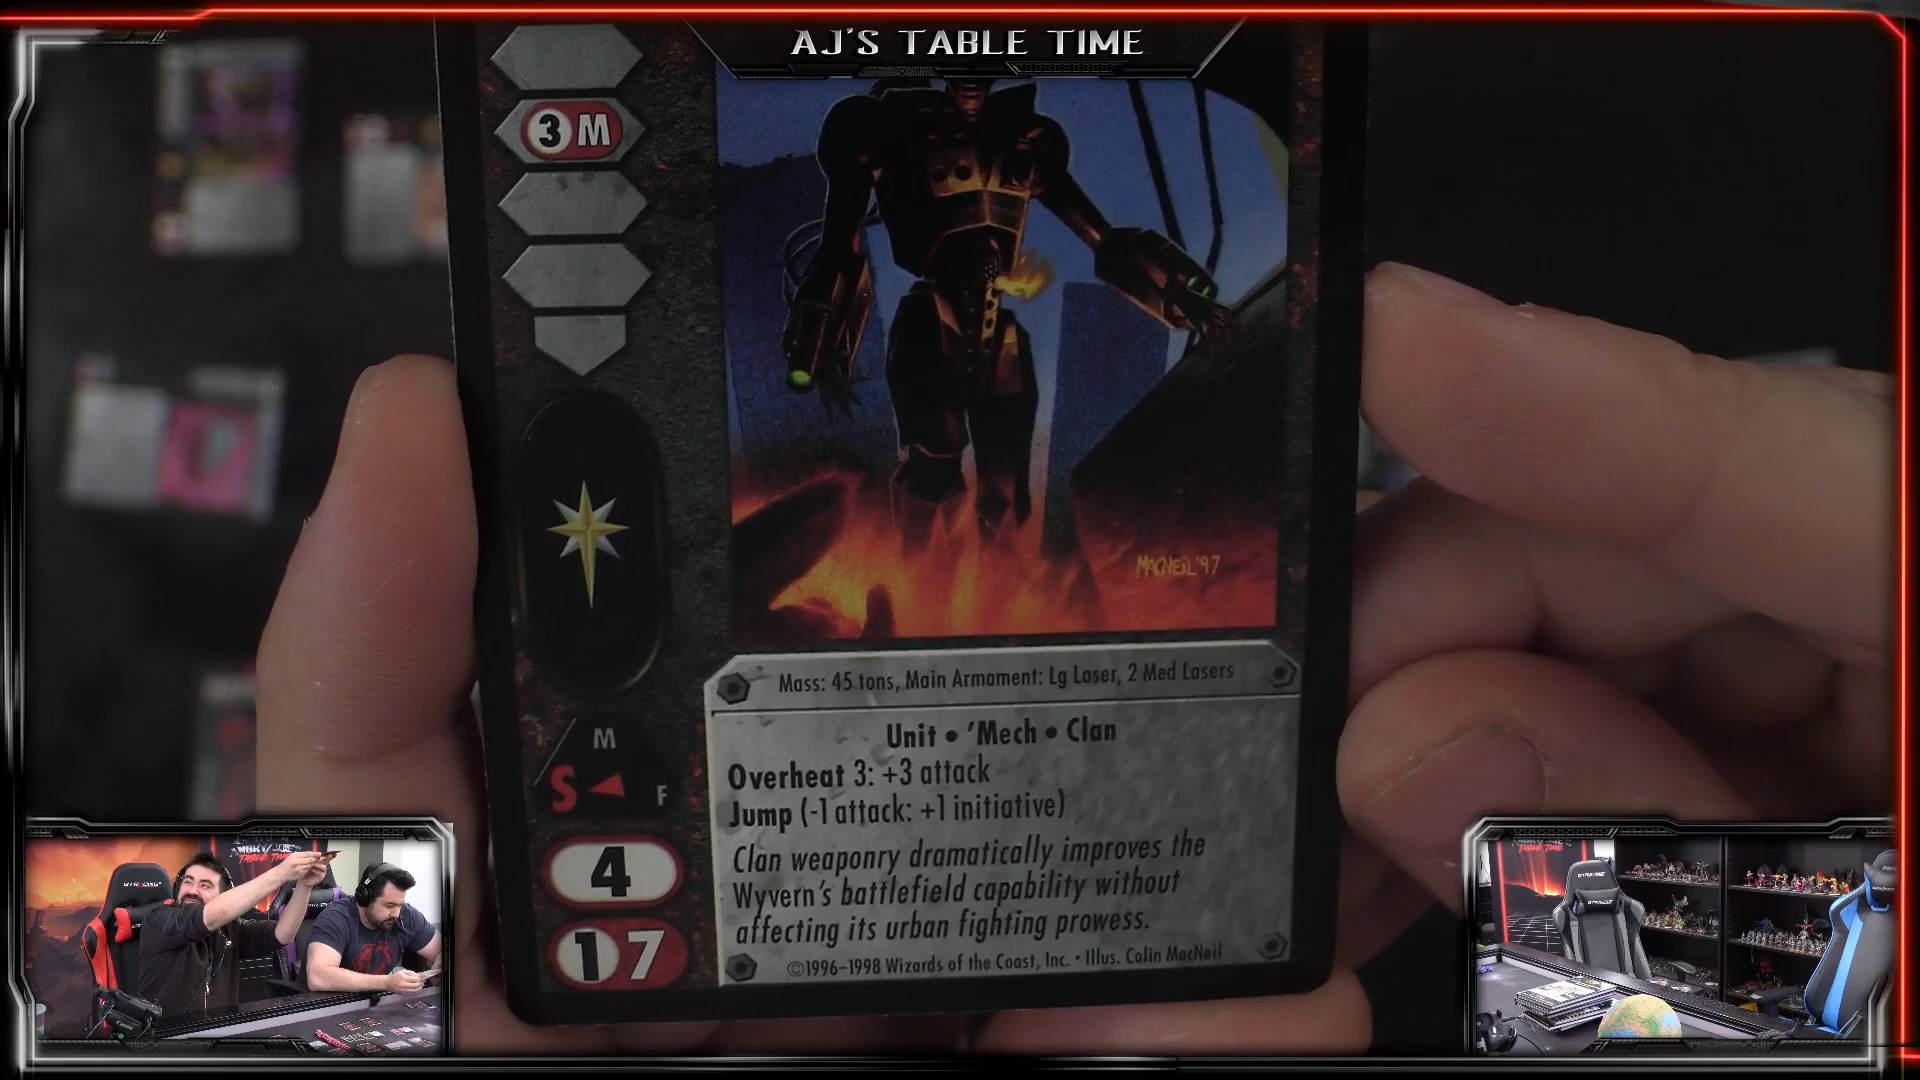 AJ'S TABLE TIME
3 M
MACNEIL '97
Mass: 45 tons, Main Armament: Lg Laser, 2 Med Lasers
Unit • 'Mech • Clan
Overheat 3: +3 attack
Jump (-1 attack: +1 initiative)
Clan weaponry dramatically improves the
Wyvern's battlefield capability without
affecting its urban fighting prowess.
©1996-1998 Wizards of the Coast, Inc. • Illus. Colin MacNeil
M
S F
4
1 7